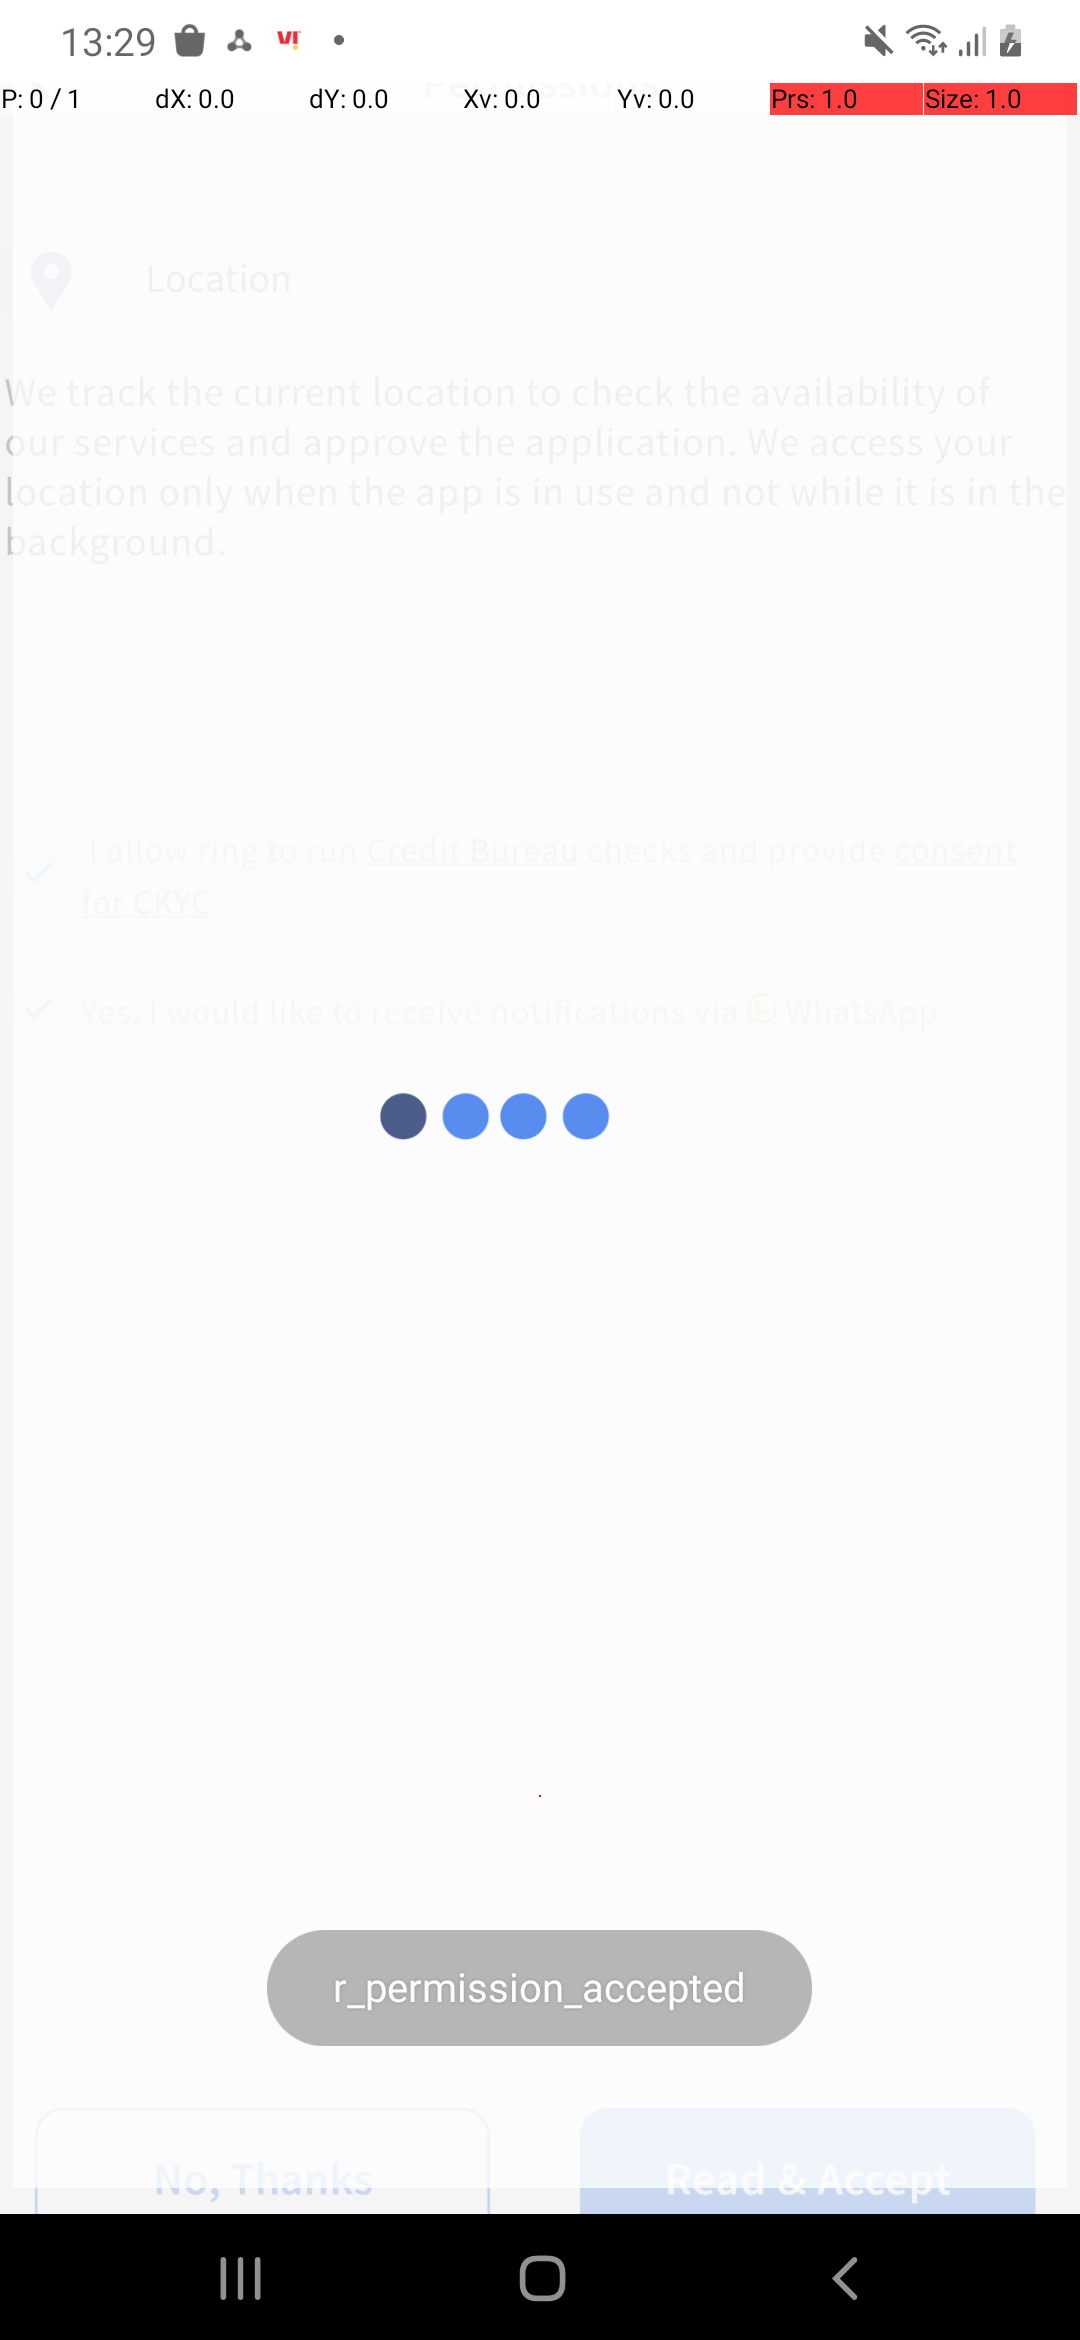 13:29
Permissions
P: 0 / 1 dX: 0.0 dY: 0.0 Xv: 0.0 Yv: 0.0 Prs: 1.0 Size: 1.0
Location
We track the current location to check the availability of
our services and approve the application. We access your
location only when the app is in use and not while it is in the
background.
I allow ring to run Credit Bureau checks and provide consent
for CKYC
Yes, I would like to receive notifications via WhatsApp
r_permission_accepted
No, Thanks
Read & Accept